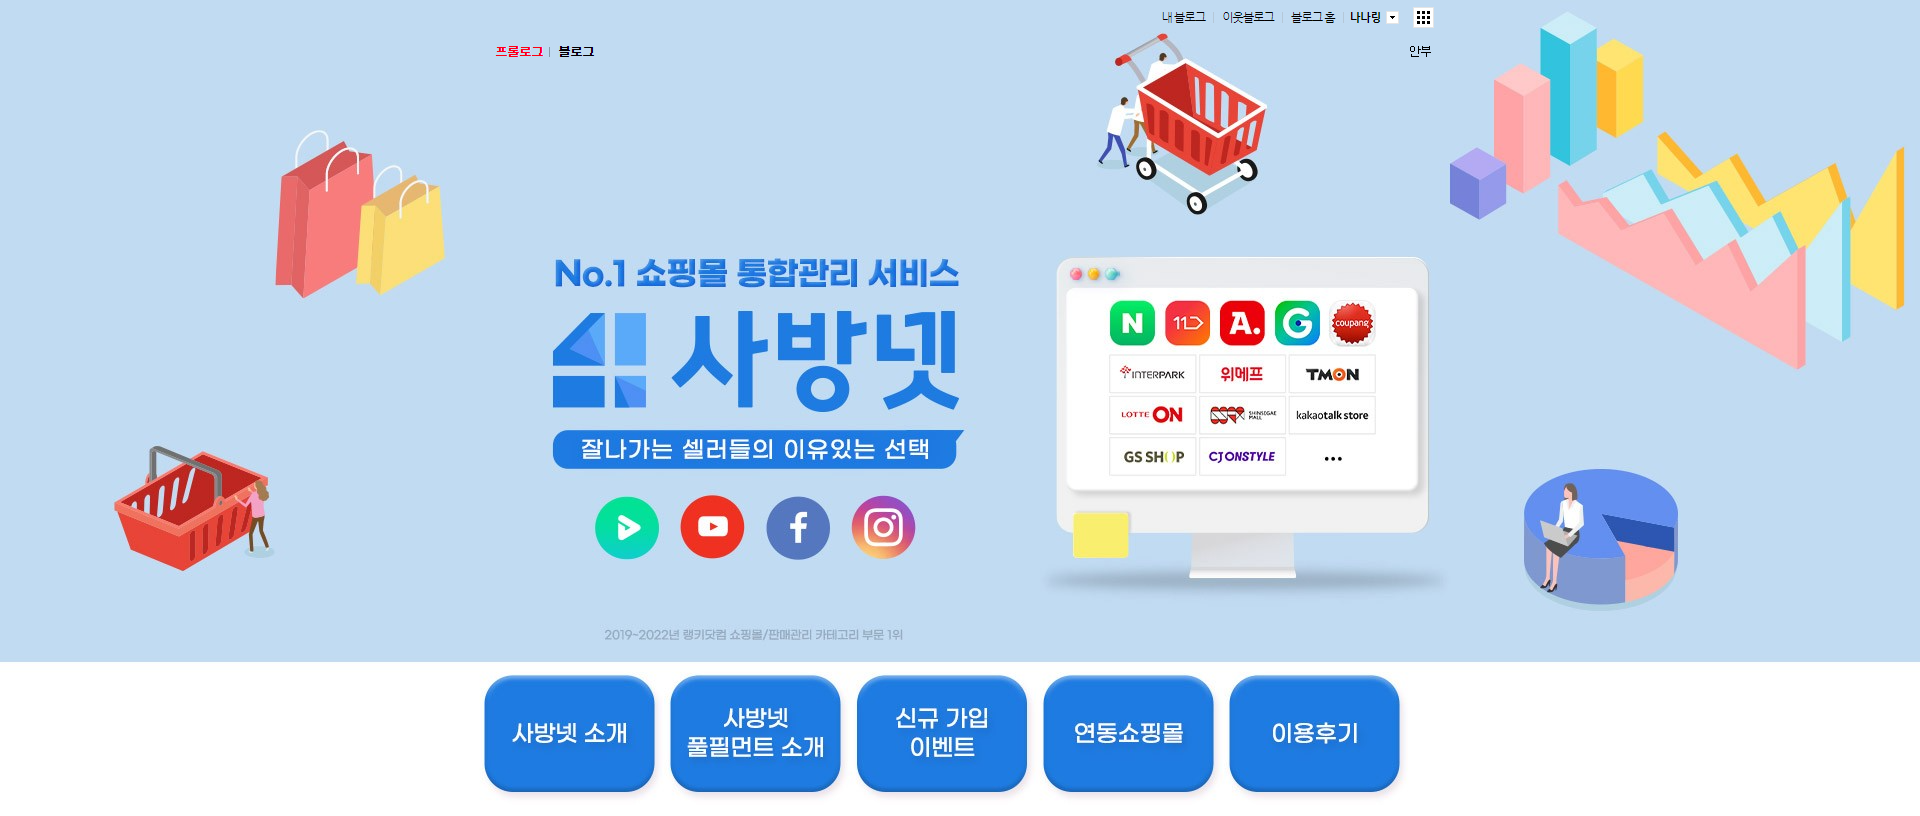 내 블로그
이웃블로그
블로그 홈
나나링
프롤로그
블로그
안부
No.1 쇼핑몰 통합관리 서비스
사방넷
잘나가는 셀러들의 이유있는 선택
2019~2022년 랭키닷컴 쇼핑몰/판매관리 카테고리 부문 1위
N
11
A.
G
coupang
INTERPARK
위메프
TMON
LOTTE ON
SSG SHINSEGAE MALL
kakaotalk store
GS SHOP
CJ ONSTYLE
...
사방넷 소개
사방넷
풀필먼트 소개
신규 가입
이벤트
연동쇼핑몰
이용후기